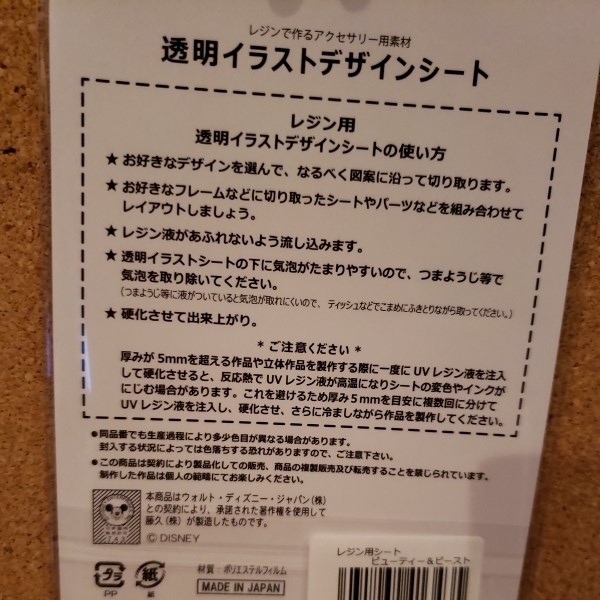 レジンで作るアクセサリー用素材
透明イラストデザインシート
レジン用
透明イラストデザインシートの使い方
★お好きなデザインを選んで、なるべく図案に沿って切り取ります。
★お好きなフレームなどに切り取ったシートやパーツなどを組み合わせて
レイアウトしましょう。
★レジン液があふれないよう流し込みます。
★透明イラストシートの下に気泡がたまりやすいので、つまようじ等で
気泡を取り除いてください。
(つまようじ等に液がついていると気泡が取れにくいので、ティッシュなどでこまめにふきとりながら取ってください。)
★硬化させて出来上がり。
*ご注意ください*
厚みが5mmを超える作品や立体作品を製作する際に一度にUVレジン液を注入
して硬化させると、反応熱でUVレジン液が高温になりシートの変色やインクが
にじむ場合があります。これを避けるため厚み5mmを目安に複数回に分けて
UVレジン液を注入し、硬化させ、さらに冷ましながら作品を製作してください。
●同品番でも生産過程により多少色目が異なる場合があります。
封入する状況によっては色落ちする恐れがありますので、ご注意下さい。
●この商品は契約により製品化しての販売、商品の複製販売及び転売することを禁じられています。
制作した作品は個人の範疇にてお楽しみください。
本商品はウォルト・ディズニー・ジャパン(株)
との契約により、承諾された著作権を使用して
藤久(株)が製造したものです。
© DISNEY
プラ
PP
紙
材質:ポリエステルフィルム
MADE IN JAPAN
レジン用シート
ビューティー&ビースト